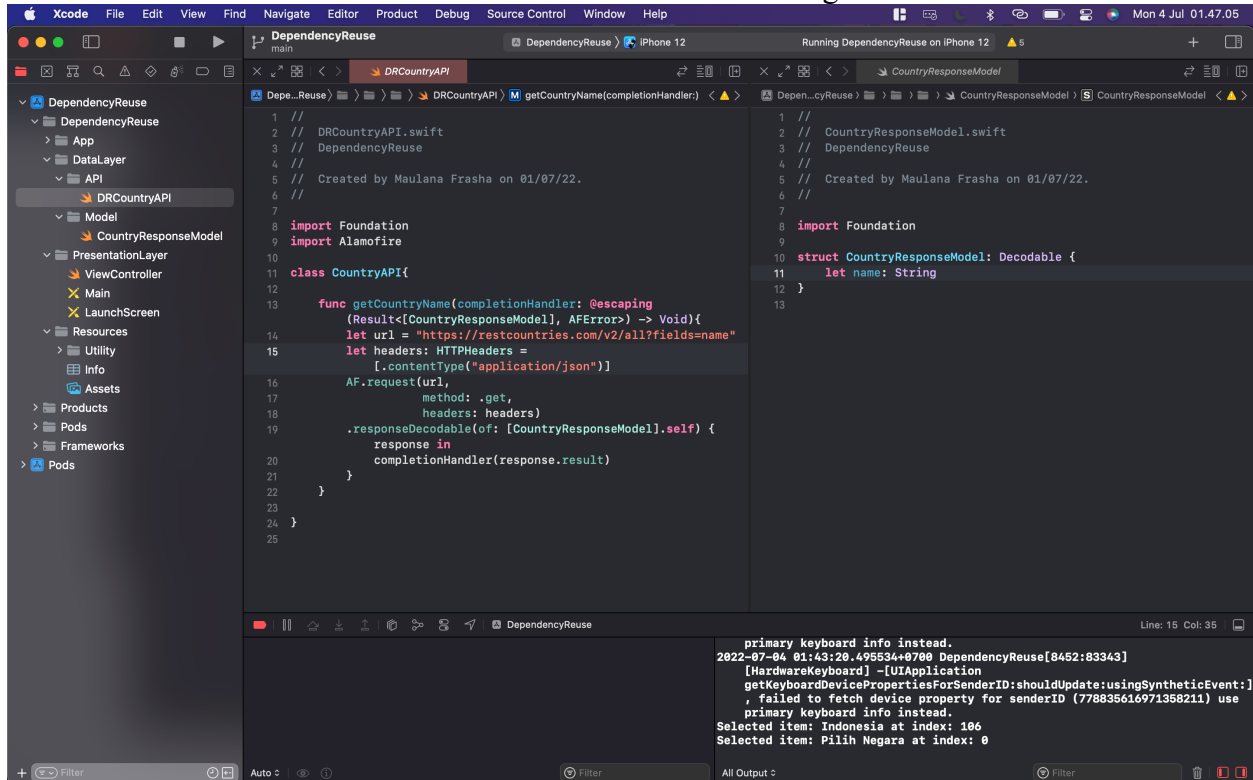 Xcode File Edit View Find Navigate Editor Product Debug Source Control Window Help Mon 4 Jul 01.47.05
DependencyReuse
main
DependencyReuse 〉 iPhone 12
Running DependencyReuse on iPhone 12 5
DependencyReuse
DependencyReuse
App
DataLayer
API
DRCountryAPI
Model
CountryResponseModel
PresentationLayer
ViewController
Main
LaunchScreen
Resources
Utility
Info
Assets
Products
Pods
Frameworks
Pods
Filter
DRCountryAPI
Depe...Reuse 〉 〉 〉 〉 DRCountryAPI 〉 M getCountryName(completionHandler:)
1 //
2 // DRCountryAPI.swift
3 // DependencyReuse
4 //
5 // Created by Maulana Frasha on 01/07/22.
6 //
7
8 import Foundation
9 import Alamofire
10
11 class CountryAPI{
12
13 func getCountryName(completionHandler: @escaping
(Result<[CountryResponseModel], AFError>) -> Void){
14 let url = "https://restcountries.com/v2/all?fields=name"
15 let headers: HTTPHeaders =
[.contentType("application/json")]
16 AF.request(url,
17 method: .get,
18 headers: headers)
19 .responseDecodable(of: [CountryResponseModel].self) {
response in
20 completionHandler(response.result)
21 }
22 }
23
24 }
25
CountryResponseModel
Depen...cyReuse 〉 〉 〉 〉 CountryResponseModel 〉 S CountryResponseModel
1 //
2 // CountryResponseModel.swift
3 // DependencyReuse
4 //
5 // Created by Maulana Frasha on 01/07/22.
6 //
7
8 import Foundation
9
10 struct CountryResponseModel: Decodable {
11 let name: String
12 }
13
DependencyReuse
Line: 15 Col: 35
primary keyboard info instead.
2022-07-04 01:43:20.495534+0700 DependencyReuse[8452:83343]
[HardwareKeyboard] -[UIApplication
getKeyboardDevicePropertiesForSenderID:shouldUpdate:usingSyntheticEvent:]
, failed to fetch device property for senderID (778835616971358211) use
primary keyboard info instead.
Selected item: Indonesia at index: 106
Selected item: Pilih Negara at index: 0
Auto
Filter
All Output
Filter